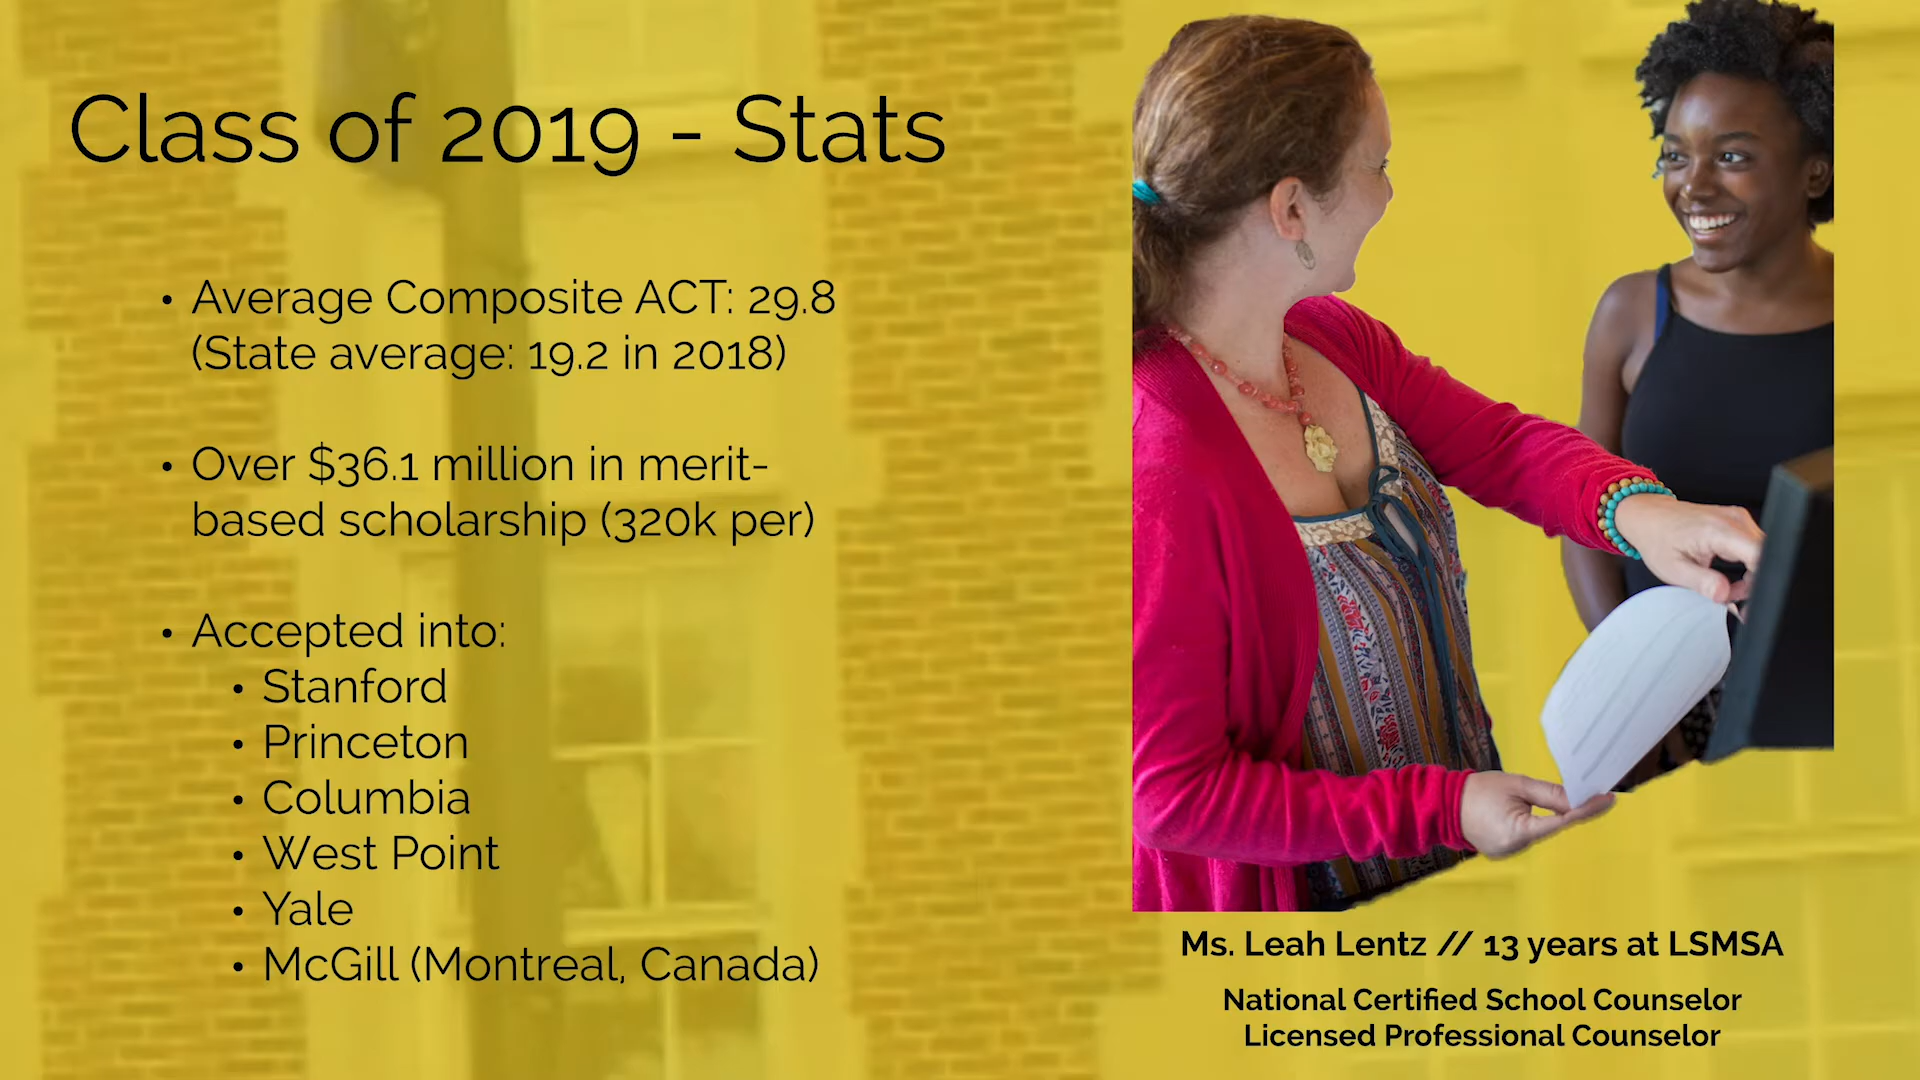 Class of 2019 - Stats
• Average Composite ACT: 29.8
(State average: 19.2 in 2018)
• Over $36.1 million in merit-
based scholarship (320k per)
• Accepted into:
• Stanford
• Princeton
• Columbia
• West Point
• Yale
• McGill (Montreal, Canada)
Ms. Leah Lentz // 13 years at LSMSA
National Certified School Counselor
Licensed Professional Counselor